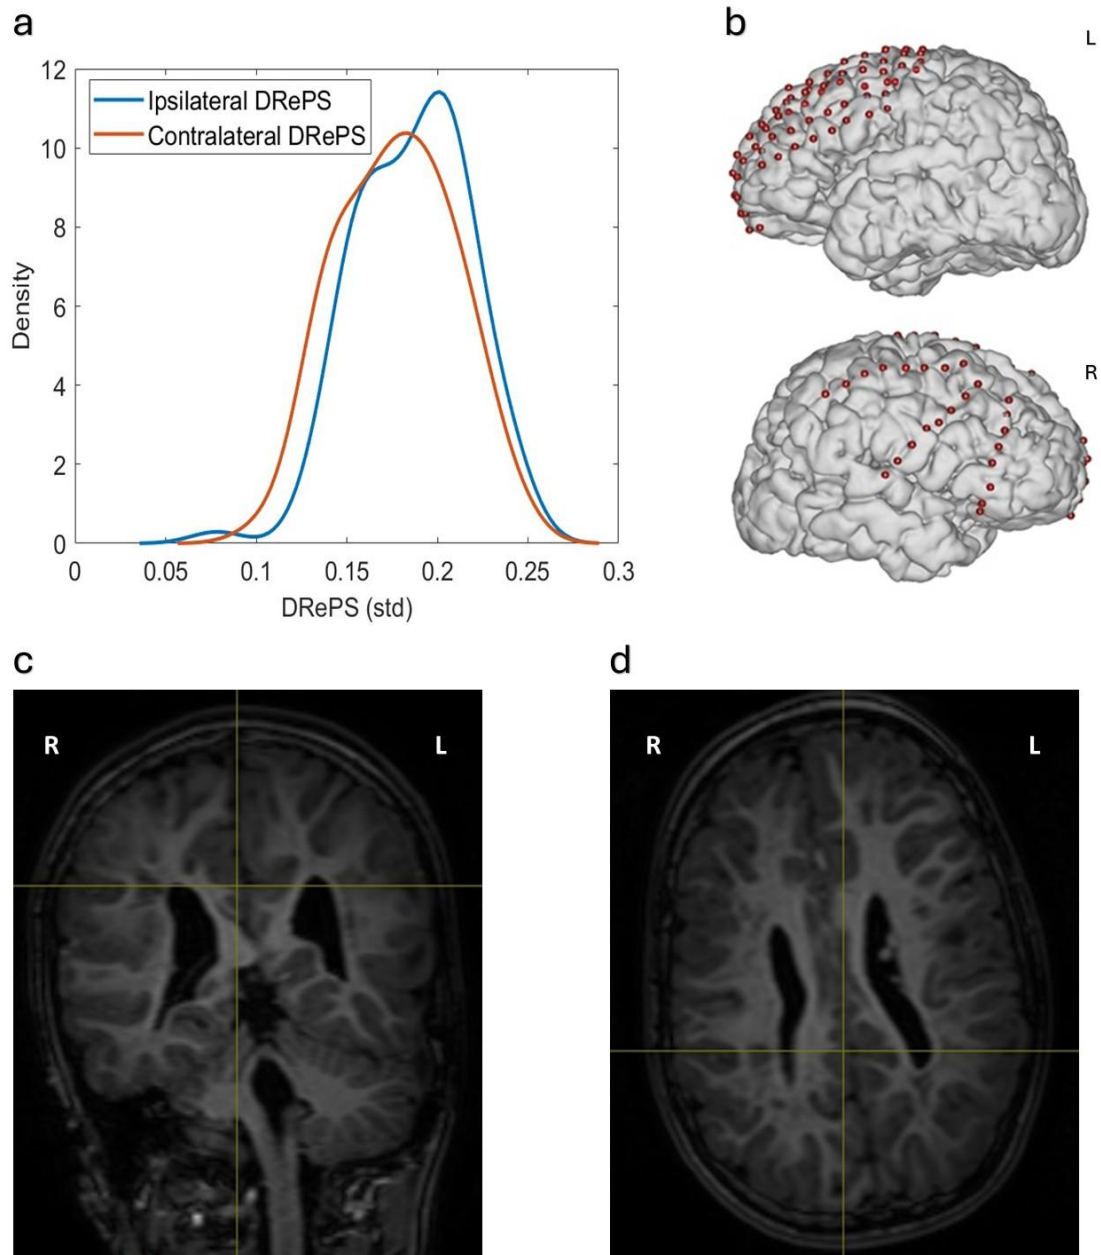 a
12
10
8
6
4
2
0
Density
Ipsilateral DRePS
Contralateral DRePS
0 0.05 0.1 0.15 0.2 0.25 0.3
DRePS (std)
b
L
R
c
R L
d
R L